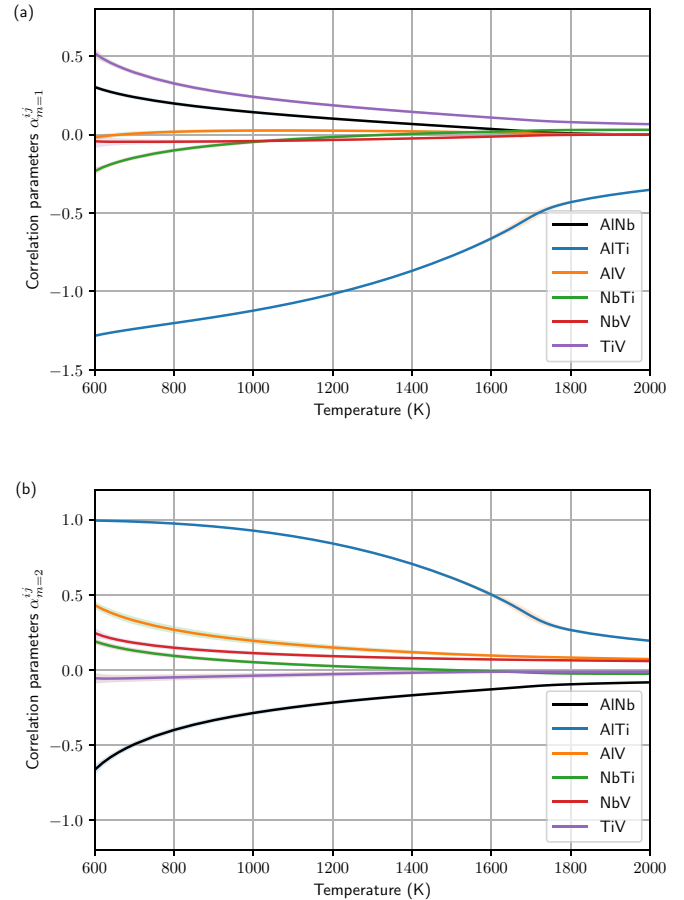 (a)
0.5
0.0
−0.5
−1.0
−1.5
Correlation parameters α^{ij}_{m=1}
AlNb
AlTi
AlV
NbTi
NbV
TiV
600 800 1000 1200 1400 1600 1800 2000
Temperature (K)
(b)
1.0
0.5
0.0
−0.5
−1.0
Correlation parameters α^{ij}_{m=2}
AlNb
AlTi
AlV
NbTi
NbV
TiV
600 800 1000 1200 1400 1600 1800 2000
Temperature (K)